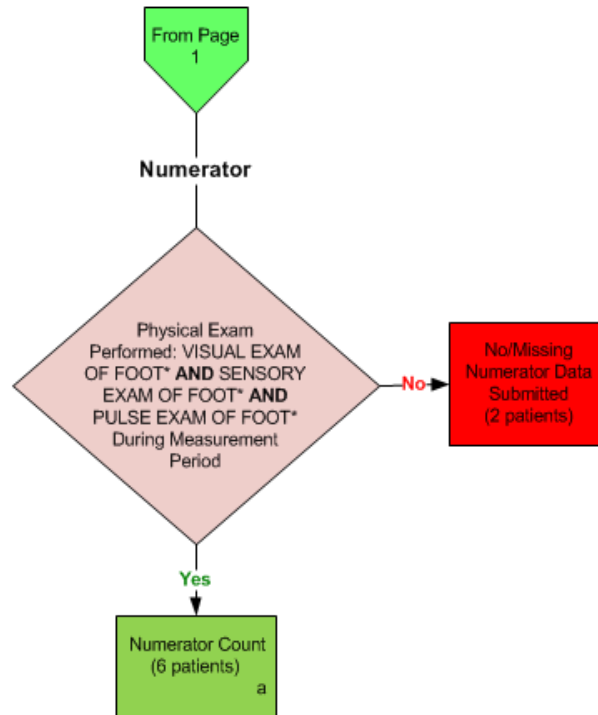 From Page
1
Numerator
Physical Exam
Performed: VISUAL EXAM
OF FOOT* AND SENSORY
EXAM OF FOOT* AND
PULSE EXAM OF FOOT*
During Measurement
Period
No
No/Missing
Numerator Data
Submitted
(2 patients)
Yes
Numerator Count
(6 patients)
a